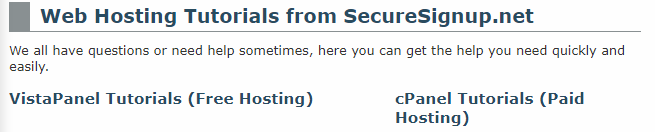 Web Hosting Tutorials from SecureSignup.net
We all have questions or need help sometimes, here you can get the help you need quickly and
easily.
VistaPanel Tutorials (Free Hosting)
cPanel Tutorials (Paid
Hosting)